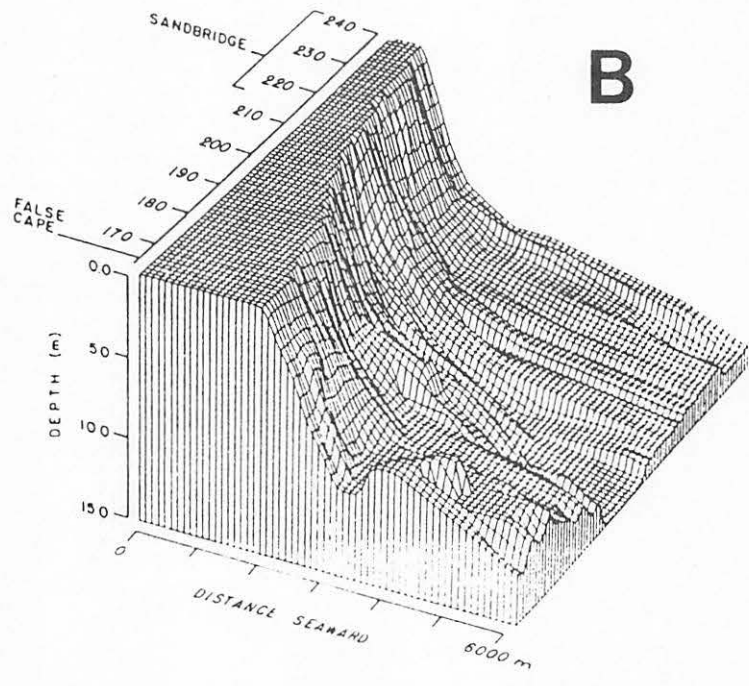 B
SANDBRIDGE
240
230
220
210
200
190
180
170
FALSE
CAPE
0.0
50
100
150
DEPTH (m)
0
DISTANCE SEAWARD
6000 m